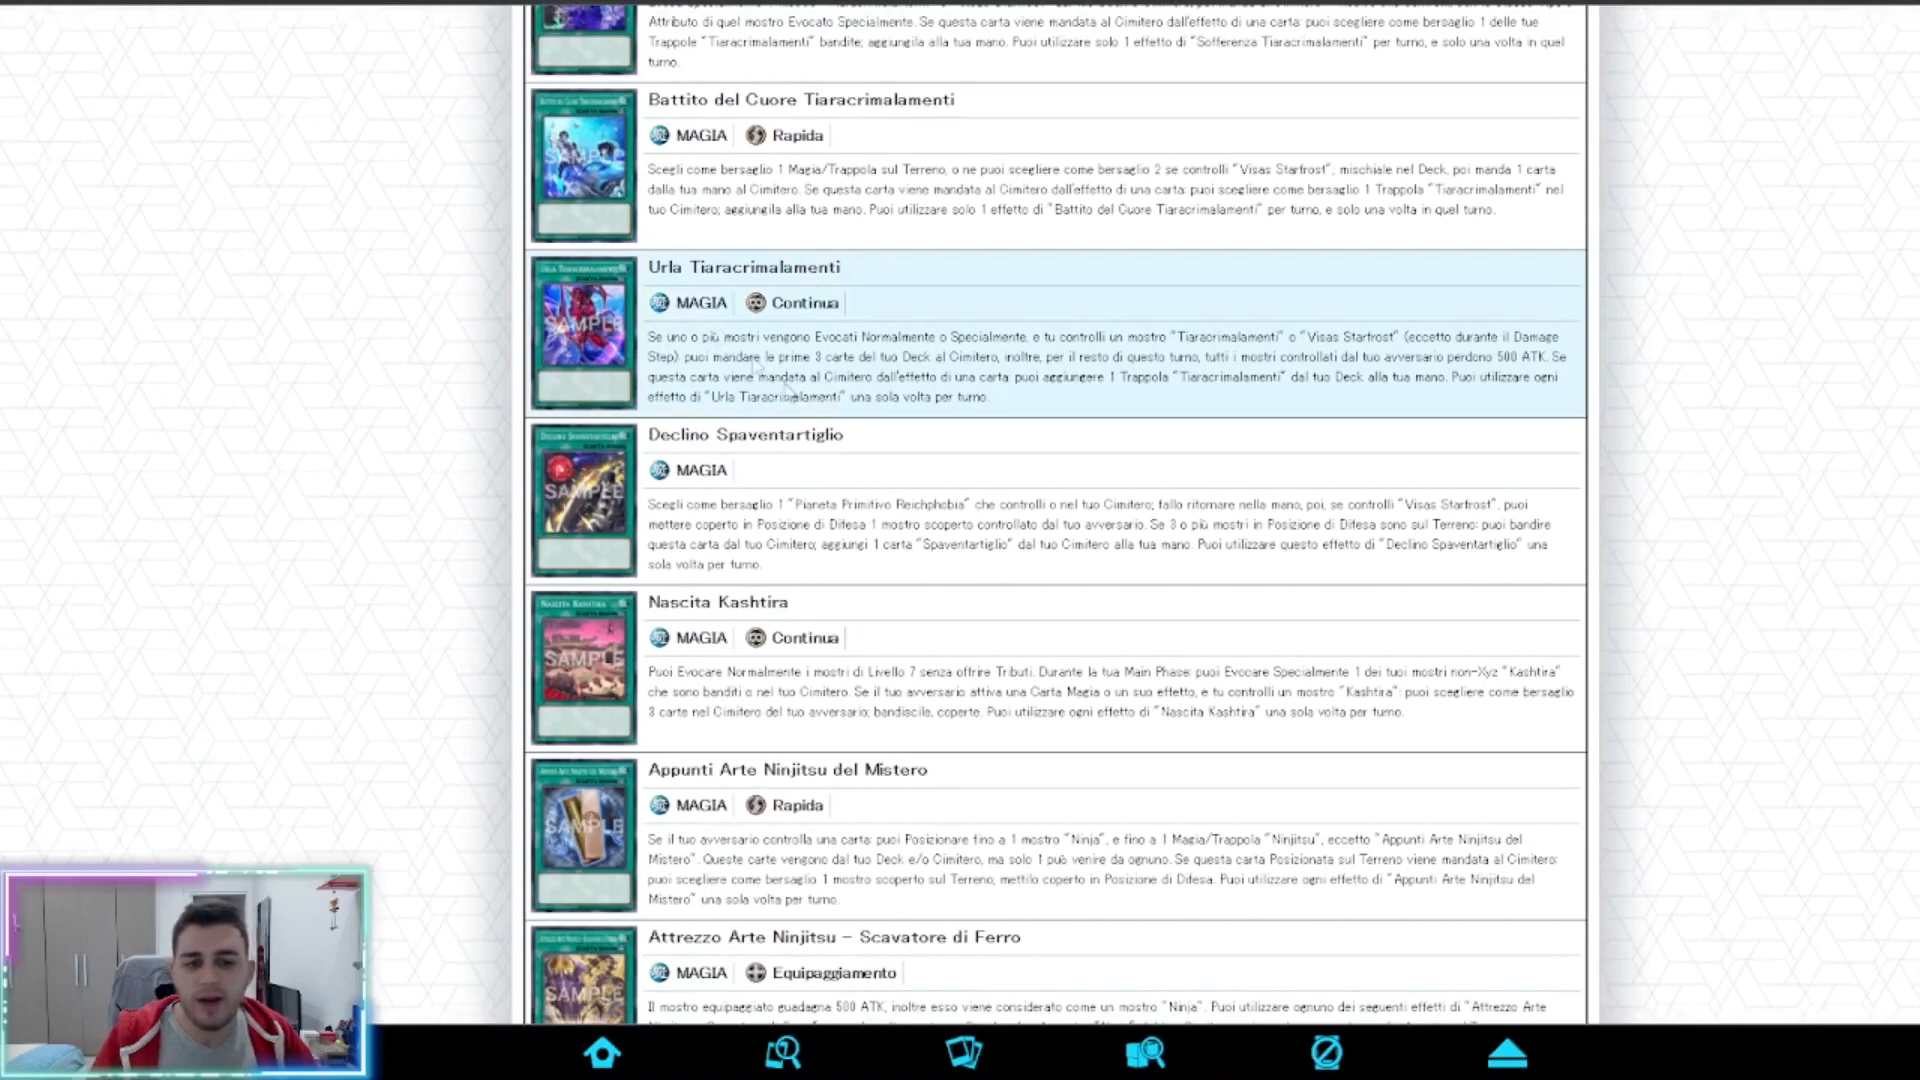 Attributo di quel mostro Evocato Specialmente. Se questa carta viene mandata al Cimitero dall'effetto di una carta: puoi scegliere come bersaglio 1 delle tue
Trappole "Tiaracrimalamenti" bandite; aggiungila alla tua mano. Puoi utilizzare solo 1 effetto di "Sofferenza Tiaracrimalamenti" per turno, e solo una volta in quel
turno.
Battito del Cuore Tiaracrimalamenti
MAGIA Rapida
Scegli come bersaglio 1 Magia/Trappola sul Terreno, o ne puoi scegliere come bersaglio 2 se controlli "Visas Starfrost"; mischiale nel Deck, poi manda 1 carta
dalla tua mano al Cimitero. Se questa carta viene mandata al Cimitero dall'effetto di una carta: puoi scegliere come bersaglio 1 Trappola "Tiaracrimalamenti" nel
tuo Cimitero; aggiungila alla tua mano. Puoi utilizzare solo 1 effetto di "Battito del Cuore Tiaracrimalamenti" per turno, e solo una volta in quel turno.
Urla Tiaracrimalamenti
MAGIA Continua
SAMPLE
Se uno o più mostri vengono Evocati Normalmente o Specialmente, e tu controlli un mostro "Tiaracrimalamenti" o "Visas Starfrost" (eccetto durante il Damage
Step): puoi mandare le prime 3 carte del tuo Deck al Cimitero, inoltre, per il resto di questo turno, tutti i mostri controllati dal tuo avversario perdono 500 ATK. Se
questa carta viene mandata al Cimitero dall'effetto di una carta: puoi aggiungere 1 Trappola "Tiaracrimalamenti" dal tuo Deck alla tua mano. Puoi utilizzare ogni
effetto di "Urla Tiaracrimalamenti" una sola volta per turno.
Declino Spaventartiglio
MAGIA
SAMPLE
Scegli come bersaglio 1 "Pianeta Primitivo Reichphobia" che controlli o nel tuo Cimitero; fallo ritornare nella mano, poi, se controlli "Visas Starfrost", puoi
mettere coperto in Posizione di Difesa 1 mostro scoperto controllato dal tuo avversario. Se 3 o più mostri in Posizione di Difesa sono sul Terreno: puoi bandire
questa carta dal tuo Cimitero; aggiungi 1 carta "Spaventartiglio" dal tuo Cimitero alla tua mano. Puoi utilizzare questo effetto di "Declino Spaventartiglio" una
sola volta per turno.
Nascita Kashtira
NASCITA KASHTIRA
MAGIA Continua
SAMPLE
Puoi Evocare Normalmente i mostri di Livello 7 senza offrire Tributi. Durante la tua Main Phase: puoi Evocare Specialmente 1 dei tuoi mostri non-Xyz "Kashtira"
che sono banditi o nel tuo Cimitero. Se il tuo avversario attiva una Carta Magia o un suo effetto, e tu controlli un mostro "Kashtira": puoi scegliere come bersaglio
3 carte nel Cimitero del tuo avversario; bandiscile, coperte. Puoi utilizzare ogni effetto di "Nascita Kashtira" una sola volta per turno.
Appunti Arte Ninjitsu del Mistero
MAGIA Rapida
SAMPLE
Se il tuo avversario controlla una carta: puoi Posizionare fino a 1 mostro "Ninja", e fino a 1 Magia/Trappola "Ninjitsu", eccetto "Appunti Arte Ninjitsu del
Mistero". Queste carte vengono dal tuo Deck e/o Cimitero, ma solo 1 può venire da ognuno. Se questa carta Posizionata sul Terreno viene mandata al Cimitero:
puoi scegliere come bersaglio 1 mostro scoperto sul Terreno; mettilo coperto in Posizione di Difesa. Puoi utilizzare ogni effetto di "Appunti Arte Ninjitsu del
Mistero" una sola volta per turno.
Attrezzo Arte Ninjitsu – Scavatore di Ferro
MAGIA Equipaggiamento
SAMPLE
Il mostro equipaggiato guadagna 500 ATK, inoltre esso viene considerato come un mostro "Ninja". Puoi utilizzare ognuno dei seguenti effetti di "Attrezzo Arte